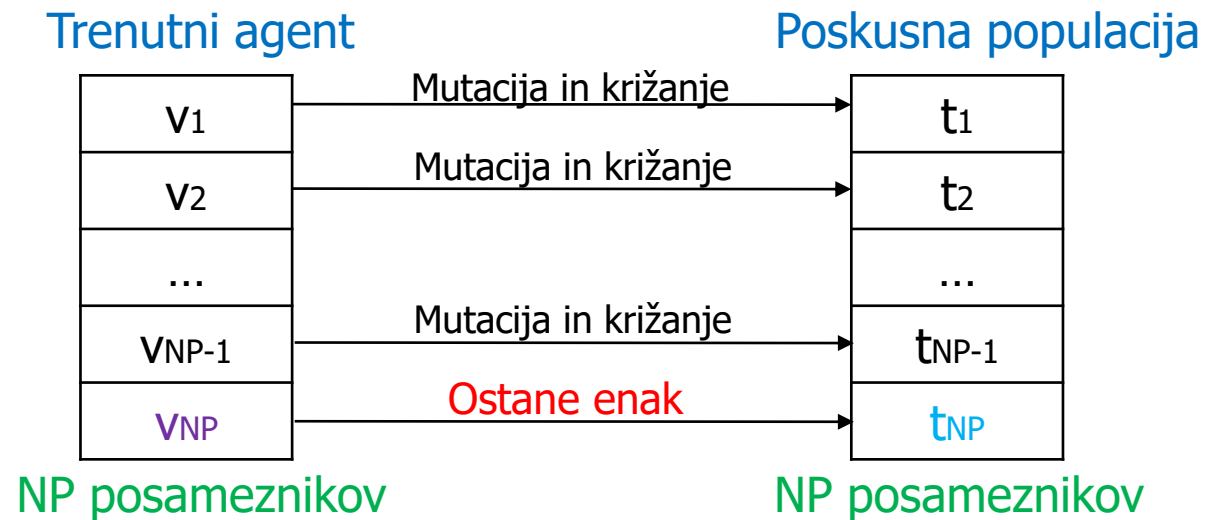 Trenutni agent
Poskusna populacija
v1
Mutacija in križanje
t1
v2
Mutacija in križanje
t2
...
...
vNP-1
Mutacija in križanje
tNP-1
vNP
Ostane enak
tNP
NP posameznikov
NP posameznikov